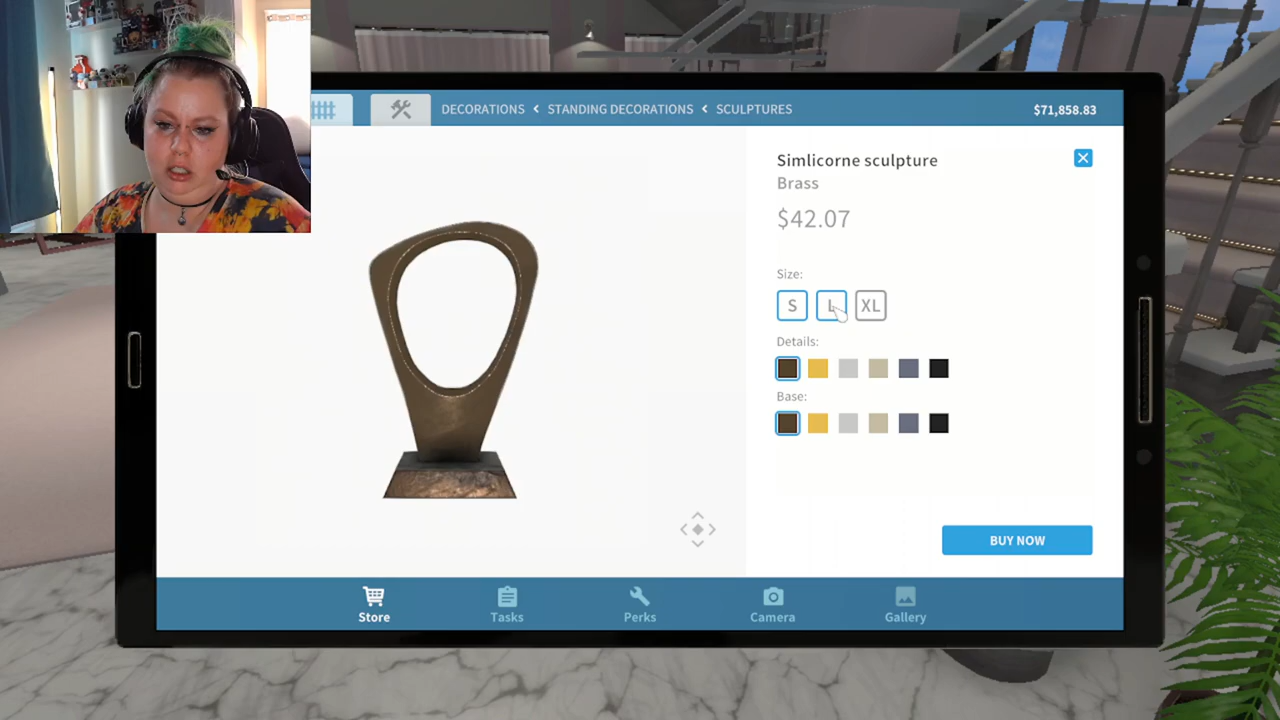 DECORATIONS < STANDING DECORATIONS < SCULPTURES
$71,858.83
Simlicorne sculpture
Brass
$42.07
Size:
S L XL
Details:
Base:
BUY NOW
Store Tasks Perks Camera Gallery